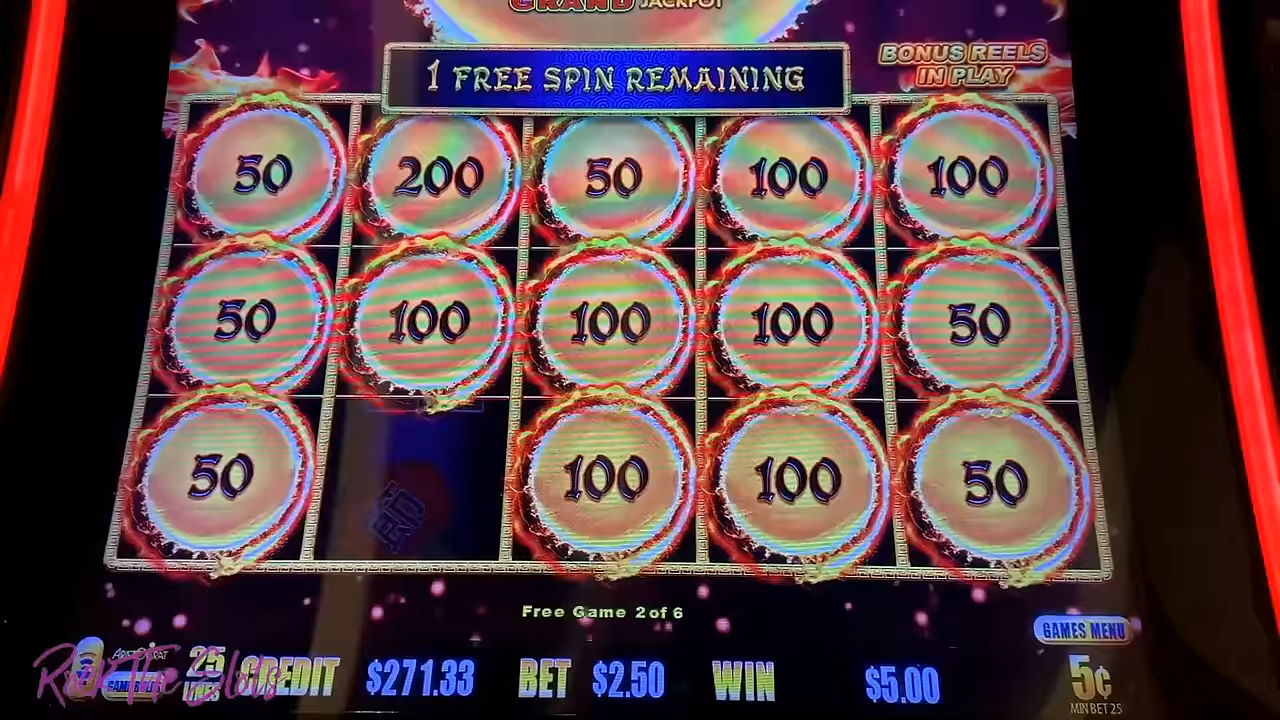 GRAND JACKPOT
1 FREE SPIN REMAINING
BONUS REELS
IN PLAY
50 200 50 100 100
50 100 100 100 50
50 100 100 50
Free Game 2 of 6
GAMES MENU
ARISTOCRAT
25
LINES
CREDIT $271.33 BET $2.50 WIN $5.00 5¢
MIN BET 25